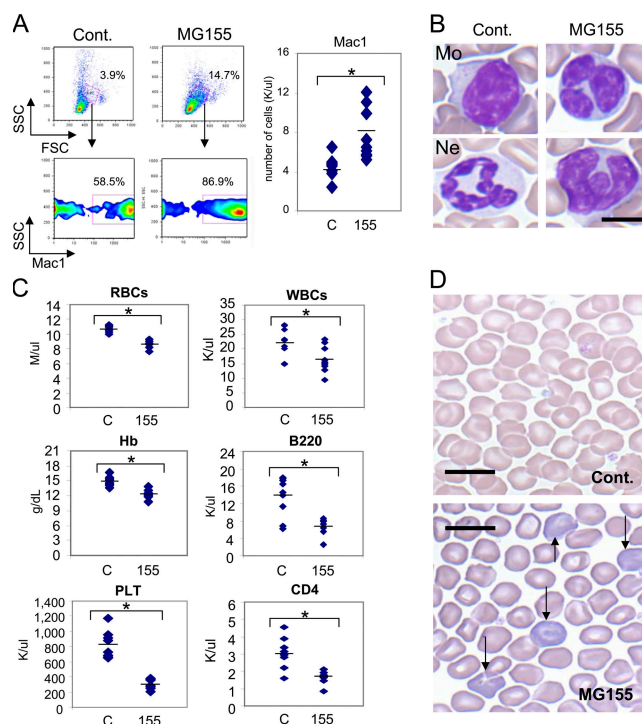 A
Cont.
MG155
3.9%
14.7%
SSC
FSC
58.5%
86.9%
SSC
Mac1
Mac1
*
number of cells (K/ul)
16
12
8
4
0
C 155
B
Cont.
MG155
Mo
Ne
C
RBCs
*
M/ul
14
12
10
8
6
4
2
0
C 155
WBCs
*
K/ul
35
30
25
20
15
10
5
0
C 155
Hb
*
g/dL
21
18
15
12
9
6
3
0
C 155
B220
*
K/ul
24
20
16
12
8
4
0
C 155
PLT
*
K/ul
1,400
1,200
1,000
800
600
400
200
0
C 155
CD4
*
K/ul
6
5
4
3
2
1
0
C 155
D
Cont.
MG155